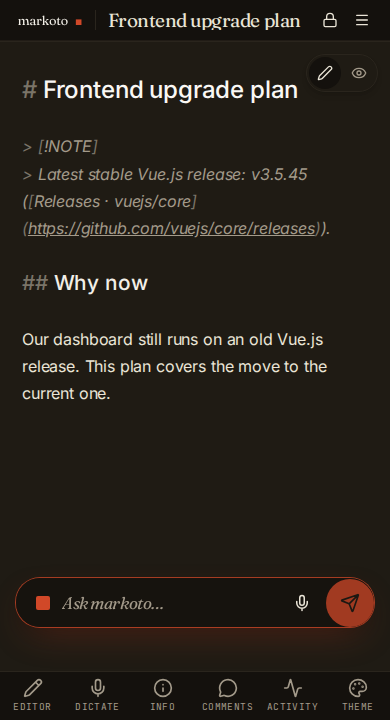 markoto
Frontend upgrade plan
# Frontend upgrade plan
> [!NOTE]
> Latest stable Vue.js release: v3.5.45
([Releases · vuejs/core]
(https://github.com/vuejs/core/releases)).
## Why now
Our dashboard still runs on an old Vue.js
release. This plan covers the move to the
current one.
Ask markoto...
EDITOR DICTATE INFO COMMENTS ACTIVITY THEME